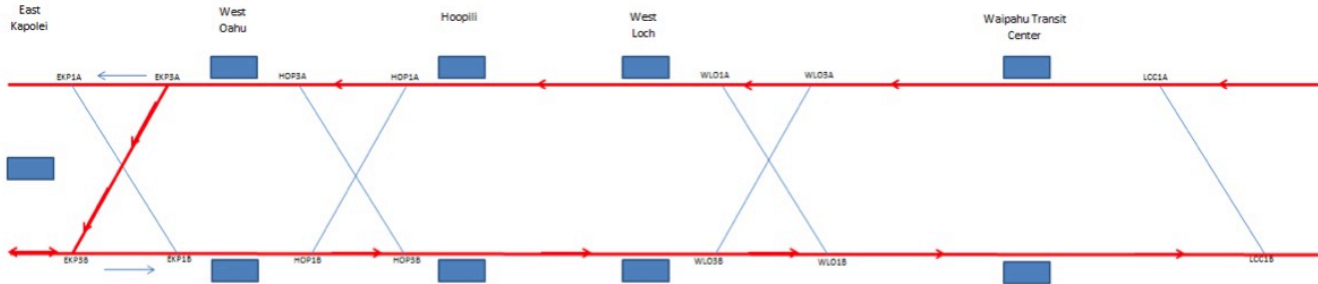 East
Kapolei
West
Oahu
Hoopili
West
Loch
Waipahu Transit
Center
EKP1A
EKP3A
HOP3A
HOP1A
WLO1A
WLO3A
LCC1A
EKP3B
EKP1B
HOP1B
HOP3B
WLO3B
WLO1B
LCC1B